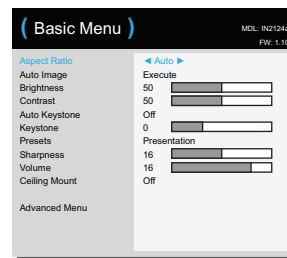 ( Basic Menu )
MDL: IN2124a
FW: 1.10
Aspect Ratio ◄ Auto ►
Auto Image Execute
Brightness 50
Contrast 50
Auto Keystone Off
Keystone 0
Presets Presentation
Sharpness 16
Volume 16
Ceiling Mount Off
Advanced Menu